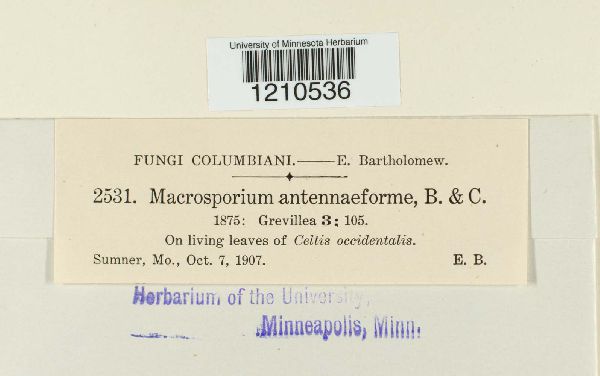 University of Minnesota Herbarium
1210536
FUNGI COLUMBIANI.——E. Bartholomew.
2531. Macrosporium antennaeforme, B. & C.
1875: Grevillea 3: 105.
On living leaves of Celtis occidentalis.
Sumner, Mo., Oct. 7, 1907. E. B.
Herbarium of the University,
Minneapolis, Minn.